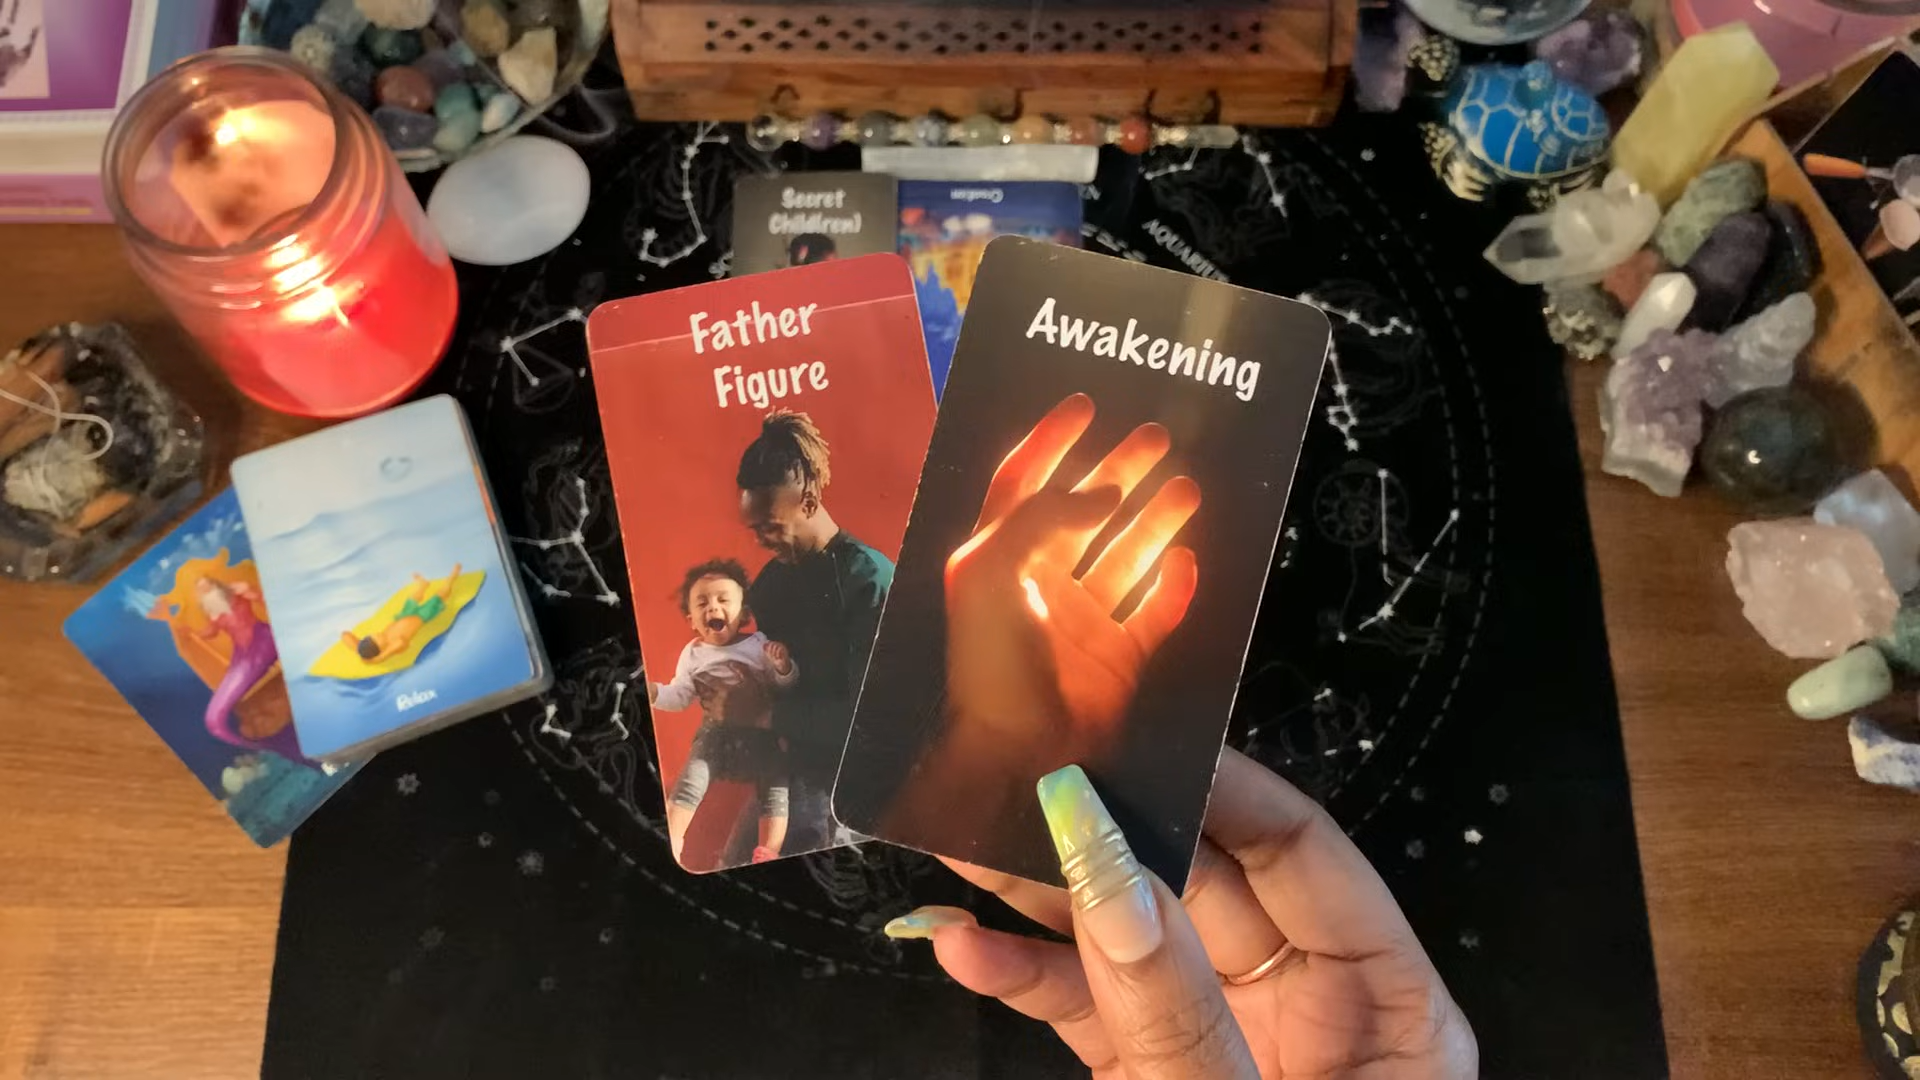 Secret
Child(ren)
AQUARIUS
Father
Figure
Awakening
Relax